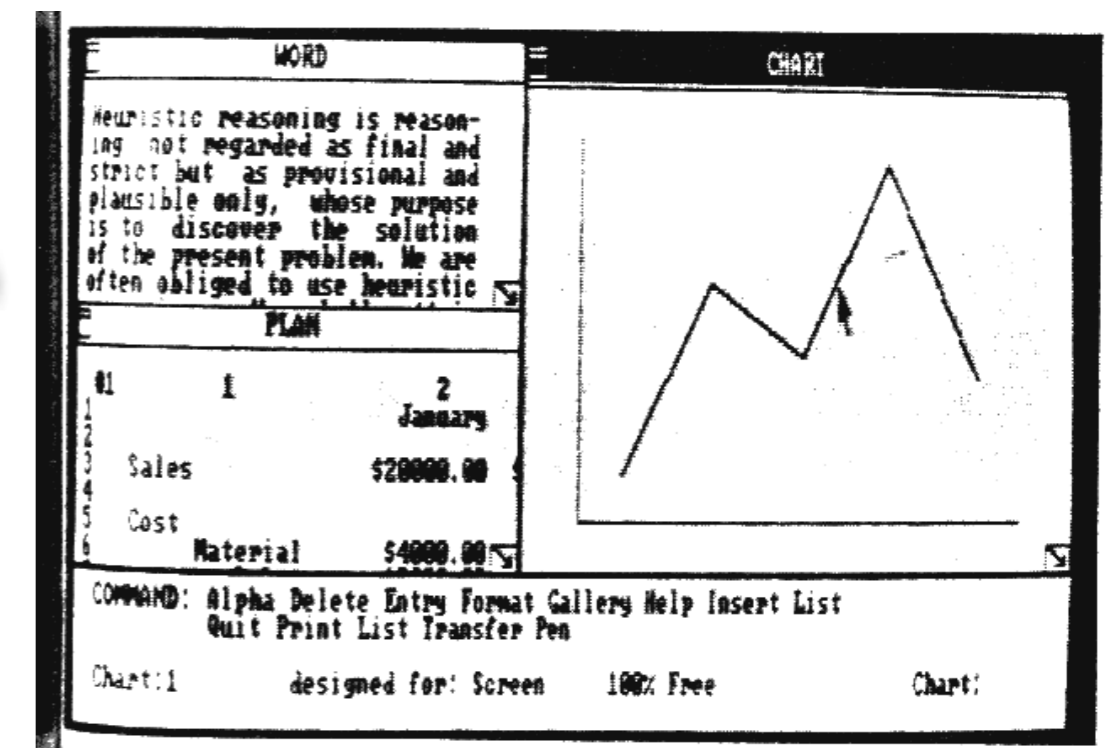 WORD
Heuristic reasoning is reason-
ing not regarded as final and
strict but as provisional and
plausible only, whose purpose
is to discover the solution
of the present problem. We are
often obliged to use heuristic
PLAN
#1 1 2
1 January
2
3 Sales $20000.00
4
5 Cost
6 Material $4000.00
CHART
COMMAND: Alpha Delete Entry Format Gallery Help Insert List
Quit Print List Transfer Pen
Chart:1 designed for: Screen 100% Free Chart: